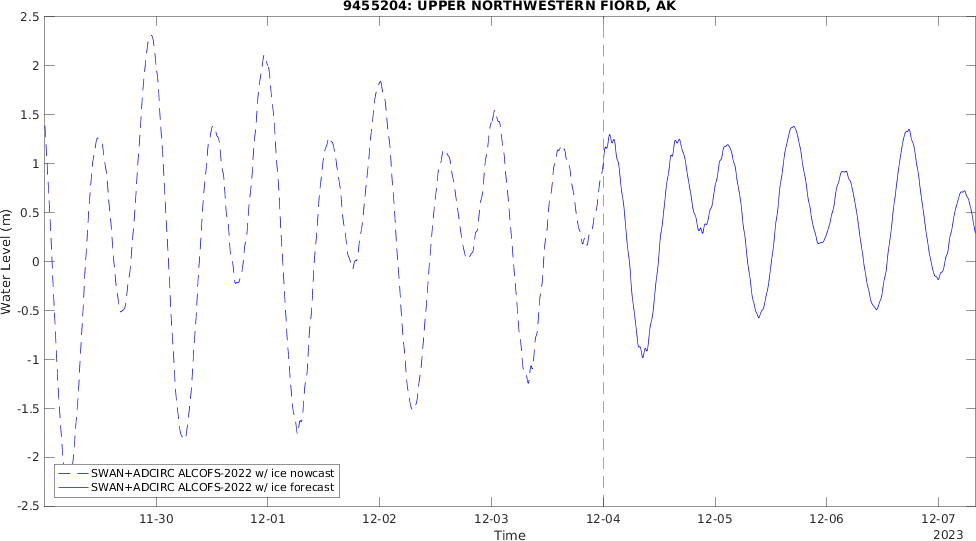 9455204: UPPER NORTHWESTERN FIORD, AK
2.5
2
1.5
1
0.5
0
-0.5
-1
-1.5
-2
-2.5
Water Level (m)
SWAN+ADCIRC ALCOFS-2022 w/ ice nowcast
SWAN+ADCIRC ALCOFS-2022 w/ ice forecast
11-30 12-01 12-02 12-03 12-04 12-05 12-06 12-07
Time
2023